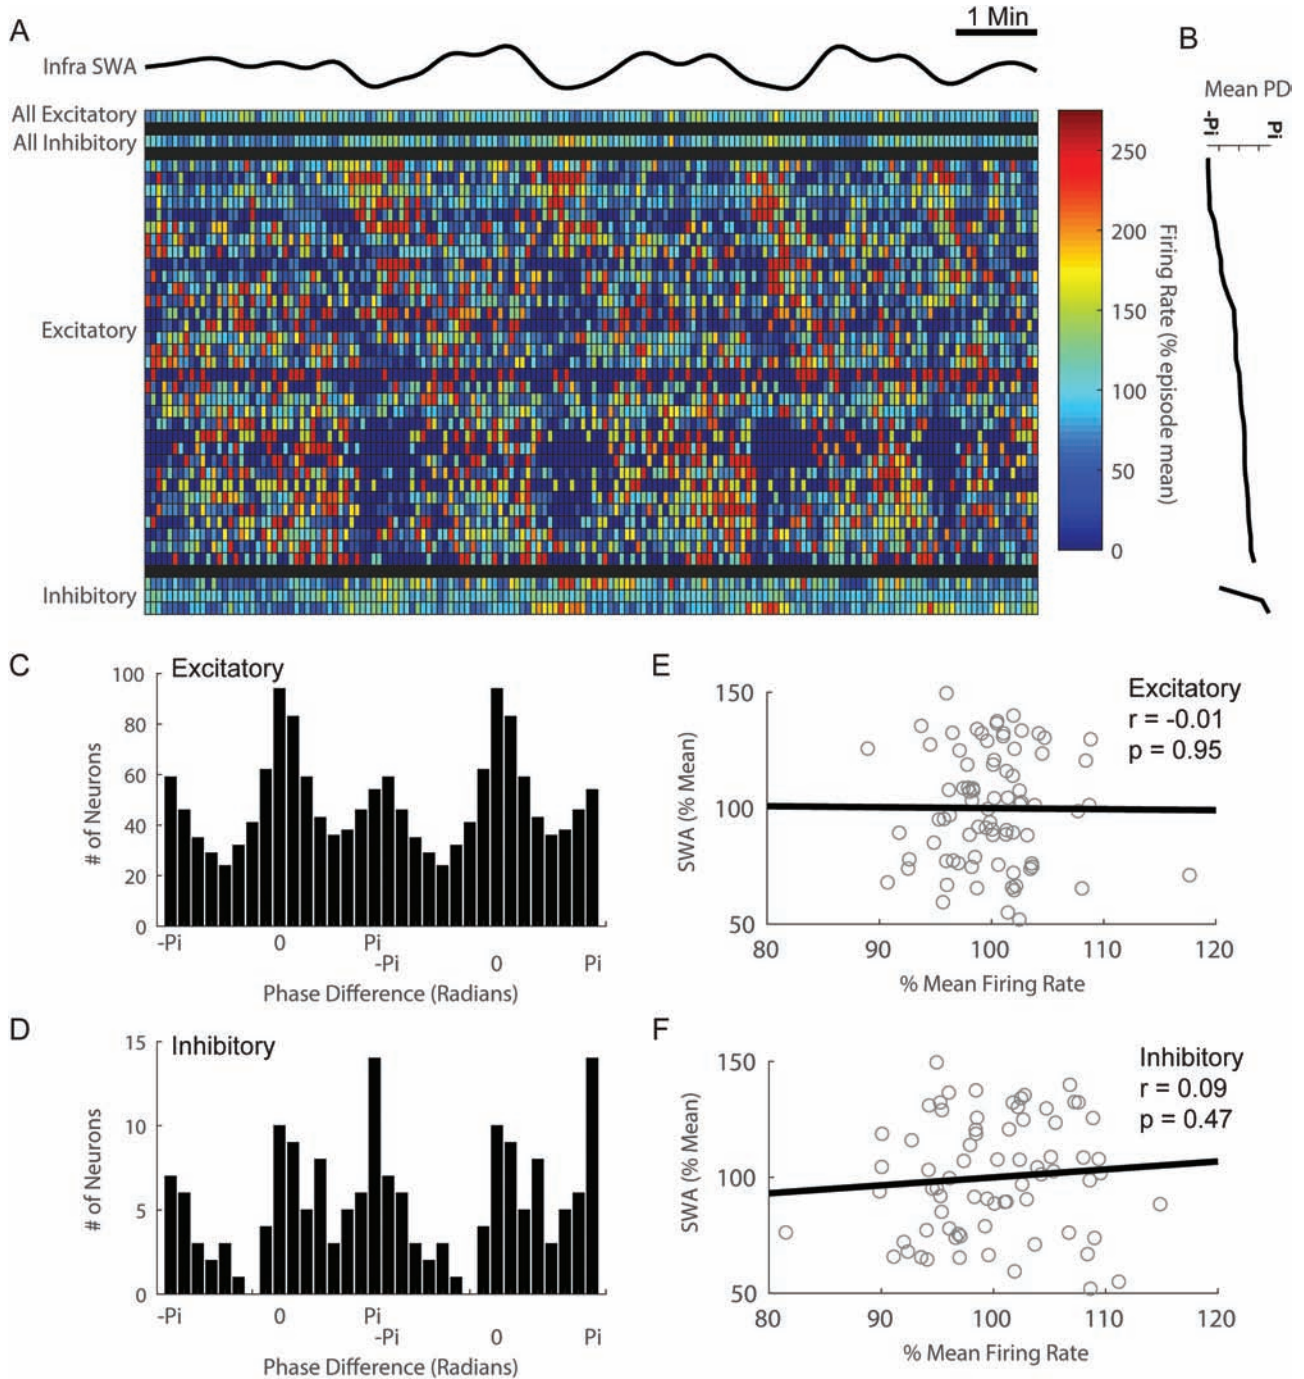 A
1 Min
B
Infra SWA
Mean PD
-Pi
Pi
All Excitatory
All Inhibitory
Excitatory
Inhibitory
250
200
150
100
50
0
Firing Rate (% episode mean)
C
Excitatory
100
80
60
40
20
0
# of Neurons
-Pi
0
Pi
-Pi
0
Pi
Phase Difference (Radians)
E
Excitatory
r = -0.01
p = 0.95
150
100
50
SWA (% Mean)
80
90
100
110
120
% Mean Firing Rate
D
Inhibitory
15
10
5
0
# of Neurons
-Pi
0
Pi
-Pi
0
Pi
Phase Difference (Radians)
F
Inhibitory
r = 0.09
p = 0.47
150
100
50
SWA (% Mean)
80
90
100
110
120
% Mean Firing Rate